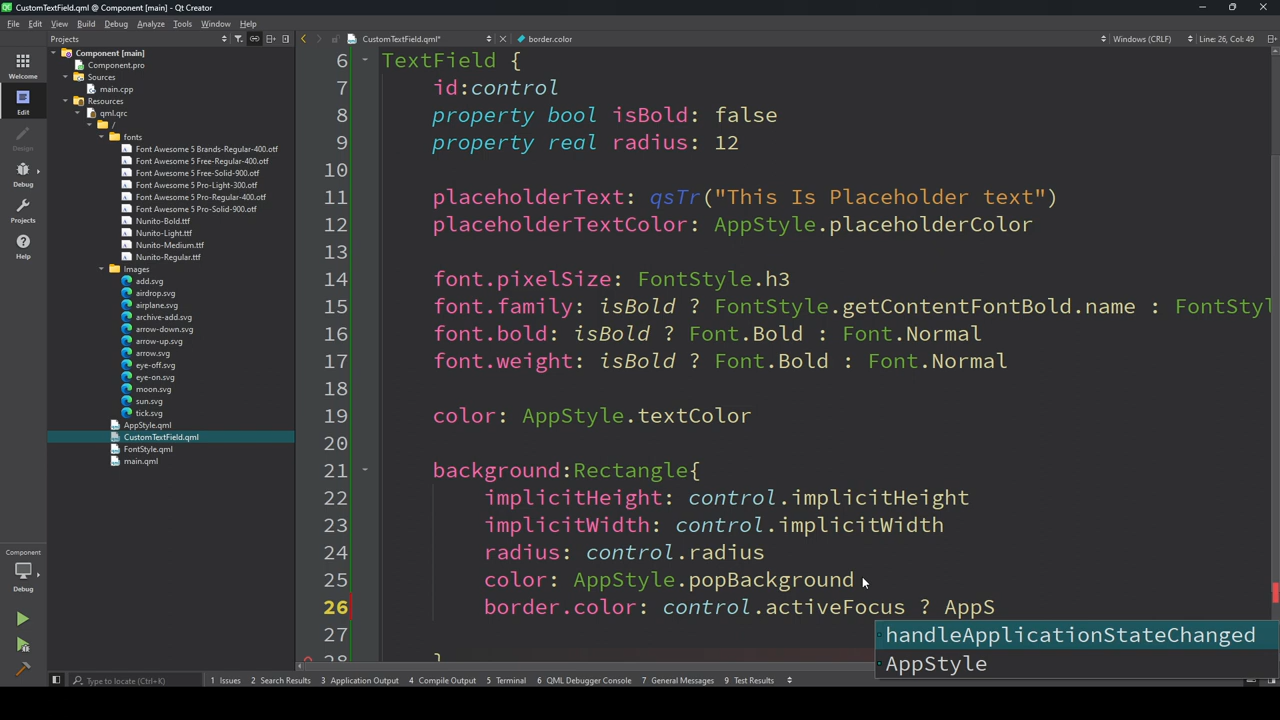 CustomTextField.qml @ Component [main] - Qt Creator
File Edit View Build Debug Analyze Tools Window Help
Projects
CustomTextField.qml*
border.color
Windows (CRLF)
Line: 26, Col: 49
Welcome
Edit
Design
Debug
Projects
Help
Component
Debug
Component [main]
Component.pro
Sources
main.cpp
Resources
qml.qrc
/
fonts
Font Awesome 5 Brands-Regular-400.otf
Font Awesome 5 Free-Regular-400.otf
Font Awesome 5 Free-Solid-900.otf
Font Awesome 5 Pro-Light-300.otf
Font Awesome 5 Pro-Regular-400.otf
Font Awesome 5 Pro-Solid-900.otf
Nunito-Bold.ttf
Nunito-Light.ttf
Nunito-Medium.ttf
Nunito-Regular.ttf
Images
add.svg
airdrop.svg
airplane.svg
archive-add.svg
arrow-down.svg
arrow-up.svg
arrow.svg
eye-off.svg
eye-on.svg
moon.svg
sun.svg
tick.svg
AppStyle.qml
CustomTextField.qml
FontStyle.qml
main.qml
6 TextField {
7 id:control
8 property bool isBold: false
9 property real radius: 12
10
11 placeholderText: qsTr("This Is Placeholder text")
12 placeholderTextColor: AppStyle.placeholderColor
13
14 font.pixelSize: FontStyle.h3
15 font.family: isBold ? FontStyle.getContentFontBold.name : FontStyl
16 font.bold: isBold ? Font.Bold : Font.Normal
17 font.weight: isBold ? Font.Bold : Font.Normal
18
19 color: AppStyle.textColor
20
21 background:Rectangle{
22 implicitHeight: control.implicitHeight
23 implicitWidth: control.implicitWidth
24 radius: control.radius
25 color: AppStyle.popBackground
26 border.color: control.activeFocus ? AppS
27
28 }
handleApplicationStateChanged
AppStyle
Type to locate (Ctrl+K)
1 Issues 2 Search Results 3 Application Output 4 Compile Output 5 Terminal 6 QML Debugger Console 7 General Messages 9 Test Results